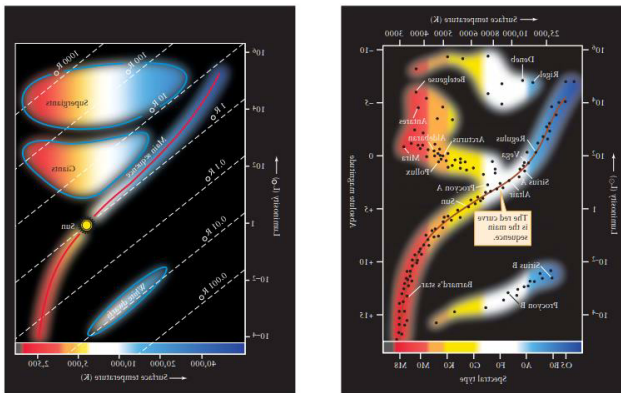 1000 R☉
100 R☉
10 R☉
1 R☉
0.1 R☉
0.01 R☉
0.001 R☉
Supergiants
Giants
Main sequence
Sun
White dwarfs
10⁶
10⁴
10²
1
10⁻²
10⁻⁴
Luminosity (L☉) →
40,000
20,000
10,000
5,000
2,500
← Surface temperature (K)
← Surface temperature (K)
25,000
10,000
8000
6000
5000
4000
3000
−10
−5
0
+5
+10
+15
Absolute magnitude
10⁶
10⁴
10²
1
10⁻²
10⁻⁴
Luminosity (L☉) →
Deneb
Rigel
Betelgeuse
Antares
Aldebaran
Arcturus
Mira
Pollux
Regulus
Vega
Sirius A
Altair
Procyon A
Sun
The red curve
is the main
sequence.
Sirius B
Barnard's star
Procyon B
O5
B0
A0
F0
G0
K0
M0
M8
Spectral type